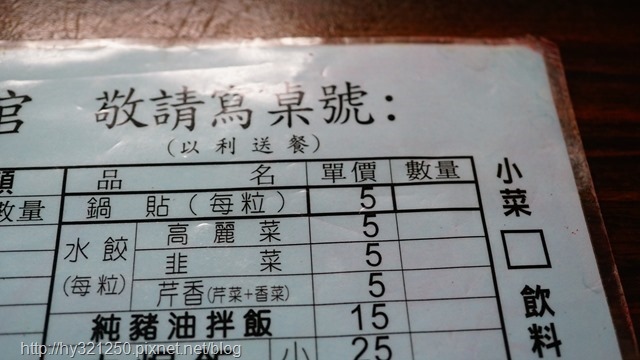 館 敬請寫桌號:
(以利送餐)
品名 單價 數量
數量 鍋貼(每粒) 5
水餃(每粒) 高麗菜 5
韭菜 5
芹香(芹菜+香菜) 5
純豬油拌飯 15
小 25
小菜
飲料
http://hy321250.pixnet.net/blog